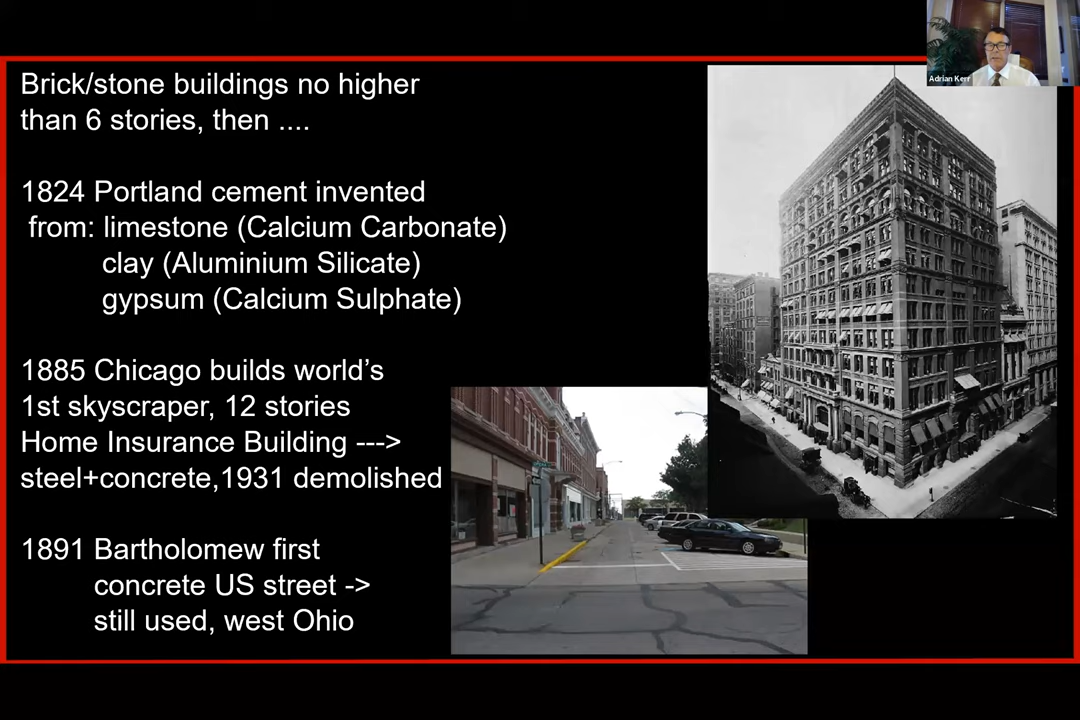 Brick/stone buildings no higher
than 6 stories, then ....
1824 Portland cement invented
from: limestone (Calcium Carbonate)
clay (Aluminium Silicate)
gypsum (Calcium Sulphate)
1885 Chicago builds world’s
1st skyscraper, 12 stories
Home Insurance Building --->
steel+concrete,1931 demolished
1891 Bartholomew first
concrete US street ->
still used, west Ohio
Adrian Kerr